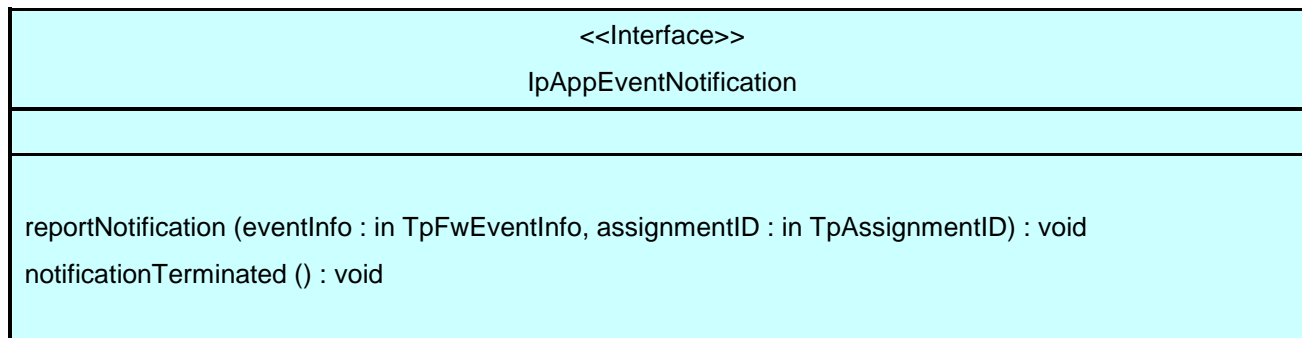 <<Interface>>
IpAppEventNotification
reportNotification (eventInfo : in TpFwEventInfo, assignmentID : in TpAssignmentID) : void
notificationTerminated () : void